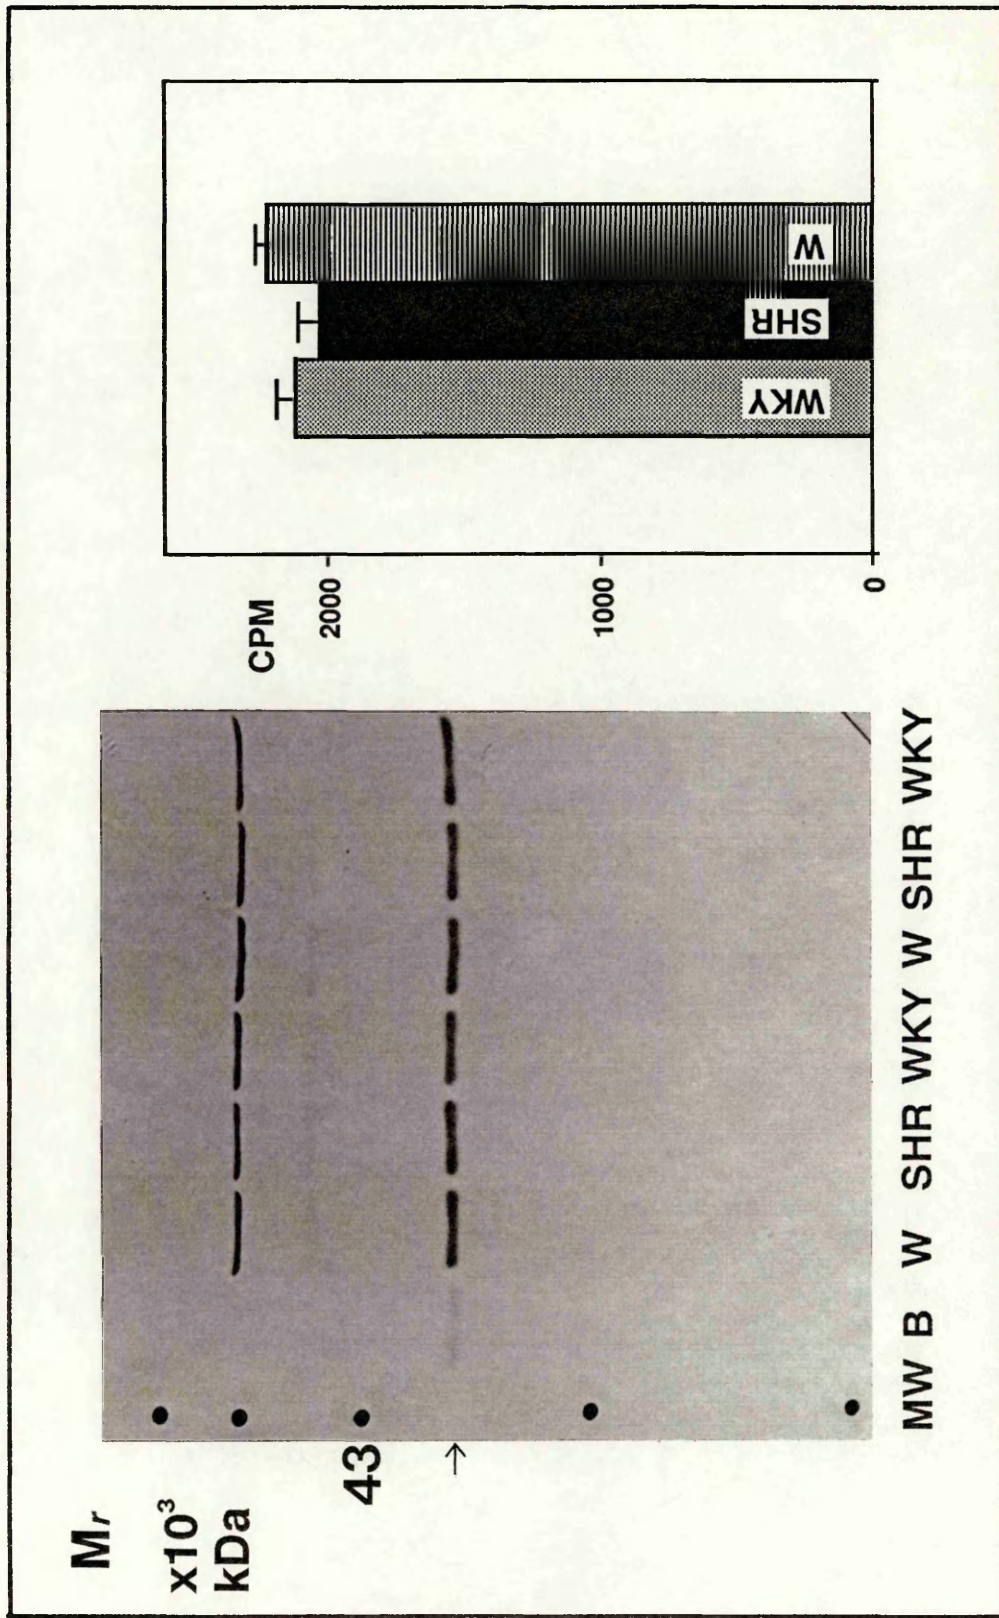 Mr
x10³
kDa
43
→
MW B W SHR WKY W SHR WKY
CPM
2000
1000
0
WKY
SHR
W